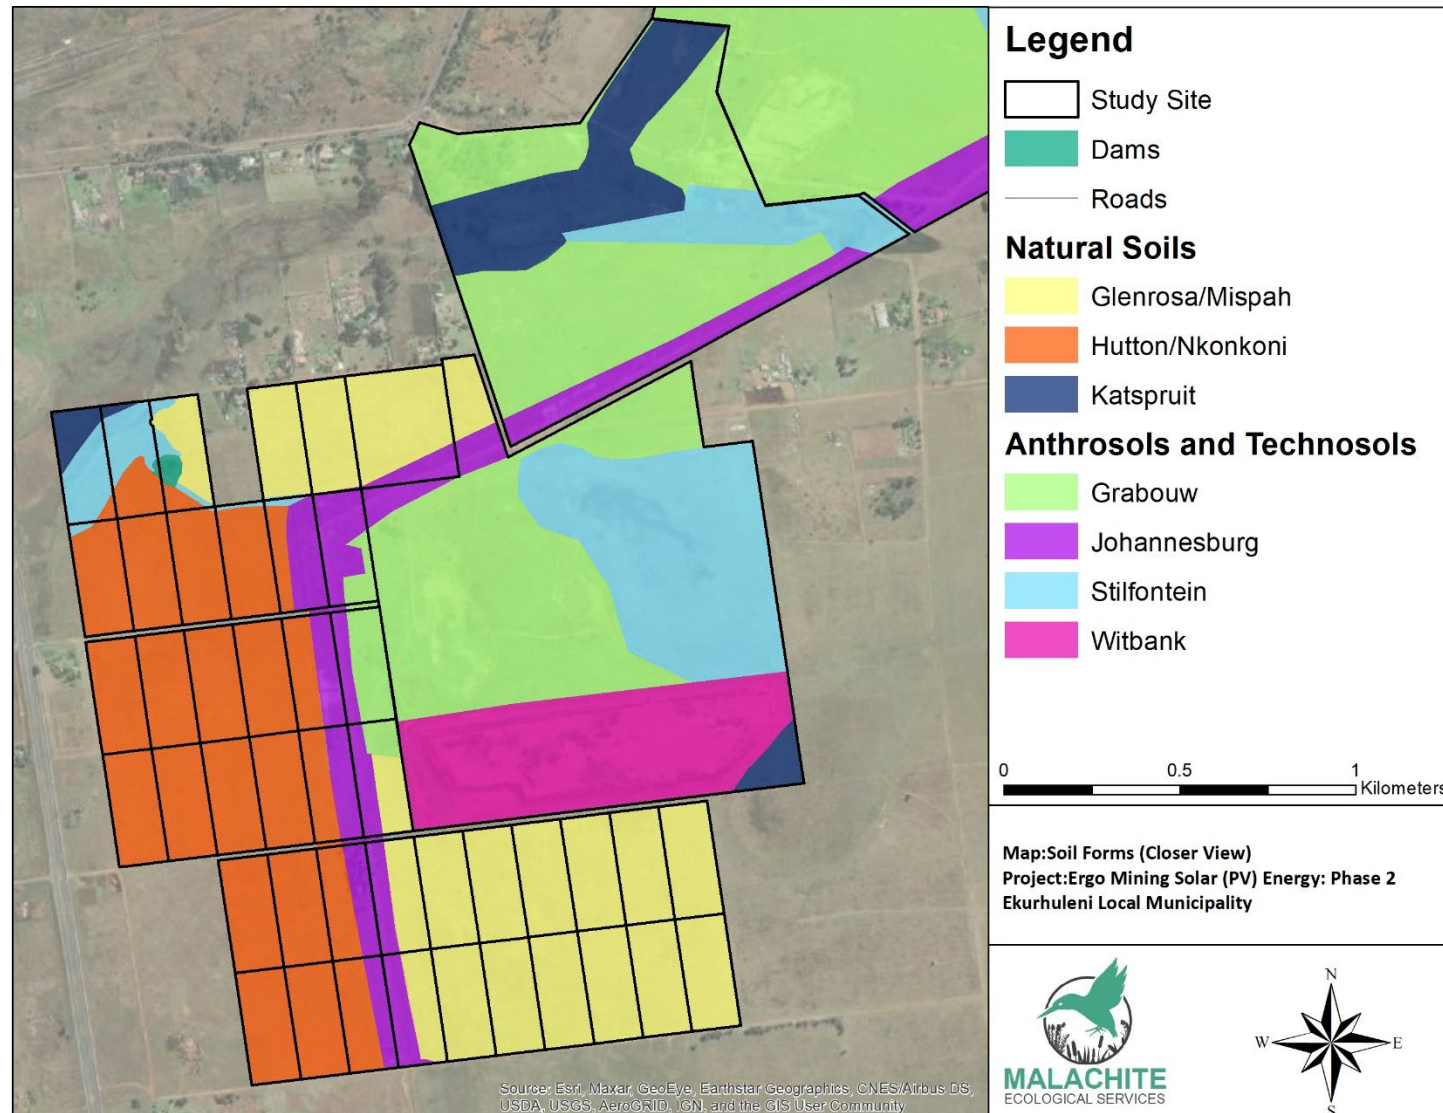 Legend
Study Site
Dams
Roads
Natural Soils
Glenrosa/Mispah
Hutton/Nkonkoni
Katspruit
Anthrosols and Technosols
Grabouw
Johannesburg
Stilfontein
Witbank
0 0.5 1
Kilometers
Map:Soil Forms (Closer View)
Project:Ergo Mining Solar (PV) Energy: Phase 2
Ekurhuleni Local Municipality
MALACHITE
ECOLOGICAL SERVICES
N
W E
S
Source: Esri, Maxar, GeoEye, Earthstar Geographics, CNES/Airbus DS,
USDA, USGS, AeroGRID, IGN, and the GIS User Community